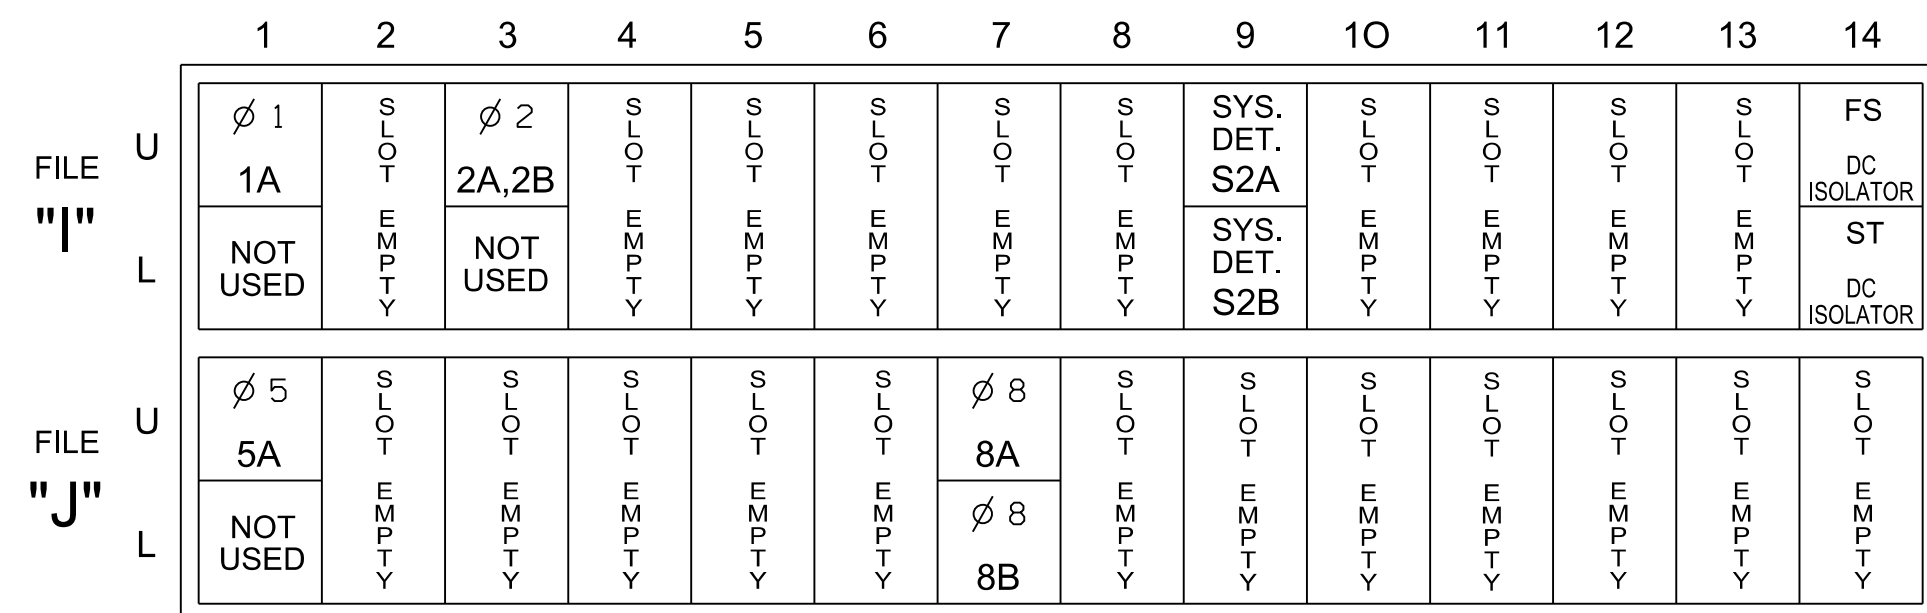 1 2 3 4 5 6 7 8 9 10 11 12 13 14
FILE "I"
U
Ø 1 1A
SLOT EMPTY
Ø 2 2A,2B
SLOT EMPTY
SLOT EMPTY
SLOT EMPTY
SLOT EMPTY
SLOT EMPTY
SYS. DET. S2A
SLOT EMPTY
SLOT EMPTY
SLOT EMPTY
SLOT EMPTY
FS DC ISOLATOR
L
NOT USED
NOT USED
SYS. DET. S2B
ST DC ISOLATOR
FILE "J"
U
Ø 5 5A
SLOT EMPTY
SLOT EMPTY
SLOT EMPTY
SLOT EMPTY
SLOT EMPTY
Ø 8 8A
SLOT EMPTY
SLOT EMPTY
SLOT EMPTY
SLOT EMPTY
SLOT EMPTY
SLOT EMPTY
SLOT EMPTY
L
NOT USED
Ø 8 8B